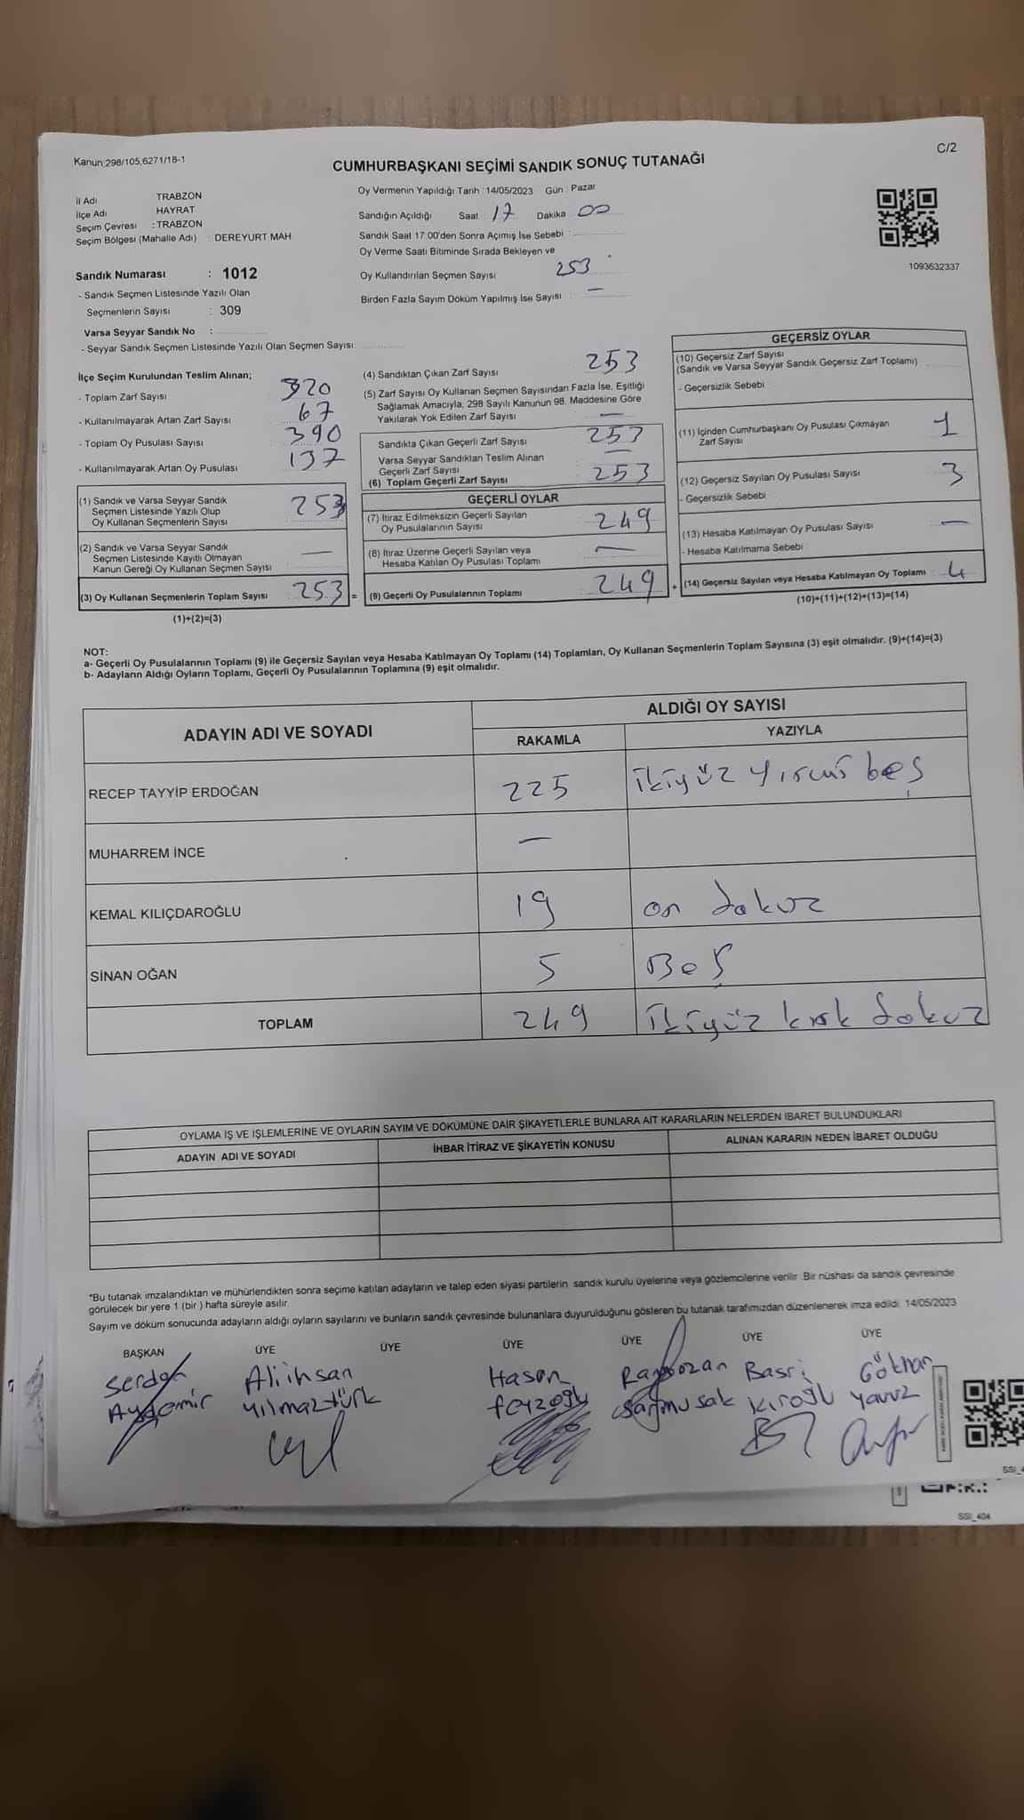 Kanun:298/105,6271/18-1
CUMHURBAŞKANI SEÇİMİ SANDIK SONUÇ TUTANAĞI
C/2
İl Adı TRABZON
İlçe Adı HAYRAT
Seçim Çevresi : TRABZON
Seçim Bölgesi (Mahalle Adı) : DEREYURT MAH
Oy Vermenin Yapıldığı Tarih :14/05/2023 Gün : Pazar
Sandığın Açıldığı Saat 17 Dakika 00
Sandık Saat 17:00'den Sonra Açmış İse Sebebi :
Oy Verme Saati Bitiminde Sırada Bekleyen ve
Oy Kullandırılan Seçmen Sayısı 253
Birden Fazla Sayım Döküm Yapılmış İse Sayısı : —
1093632337
Sandık Numarası : 1012
- Sandık Seçmen Listesinde Yazılı Olan
Seçmenlerin Sayısı : 309
Varsa Seyyar Sandık No :
- Seyyar Sandık Seçmen Listesinde Yazılı Olan Seçmen Sayısı:
İlçe Seçim Kurulundan Teslim Alınan;
- Toplam Zarf Sayısı 320
- Kullanılmayarak Artan Zarf Sayısı 67
- Toplam Oy Pusulası Sayısı 390
- Kullanılmayarak Artan Oy Pusulası 137
(1) Sandık ve Varsa Seyyar Sandık
Seçmen Listesinde Yazılı Olup
Oy Kullanan Seçmenlerin Sayısı 253
(2) Sandık ve Varsa Seyyar Sandık
Seçmen Listesinde Kayıtlı Olmayan
Kanun Gereği Oy Kullanan Seçmen Sayısı —
(3) Oy Kullanan Seçmenlerin Toplam Sayısı 253 =
(1)+(2)=(3)
(4) Sandıktan Çıkan Zarf Sayısı 253
(5) Zarf Sayısı Oy Kullanan Seçmen Sayısından Fazla İse, Eşitliği
Sağlamak Amacıyla, 298 Sayılı Kanunun 98. Maddesine Göre
Yakılarak Yok Edilen Zarf Sayısı —
Sandıkta Çıkan Geçerli Zarf Sayısı 253
Varsa Seyyar Sandıktan Teslim Alınan
Geçerli Zarf Sayısı —
(6) Toplam Geçerli Zarf Sayısı 253
GEÇERLİ OYLAR
(7) İtiraz Edilmeksizin Geçerli Sayılan
Oy Pusulalarının Sayısı 249
(8) İtiraz Üzerine Geçerli Sayılan veya
Hesaba Katılan Oy Pusulası Toplamı —
(9) Geçerli Oy Pusulalarının Toplamı 249 +
GEÇERSİZ OYLAR
(10) Geçersiz Zarf Sayısı
(Sandık ve Varsa Seyyar Sandık Geçersiz Zarf Toplamı)
- Geçersizlik Sebebi
(11) İçinden Cumhurbaşkanı Oy Pusulası Çıkmayan
Zarf Sayısı 1
(12) Geçersiz Sayılan Oy Pusulası Sayısı 3
- Geçersizlik Sebebi
(13) Hesaba Katılmayan Oy Pusulası Sayısı —
- Hesaba Katılmama Sebebi
(14) Geçersiz Sayılan veya Hesaba Katılmayan Oy Toplamı 4
(10)+(11)+(12)+(13)=(14)
NOT:
a- Geçerli Oy Pusulalarının Toplamı (9) ile Geçersiz Sayılan veya Hesaba Katılmayan Oy Toplamı (14) Toplamları, Oy Kullanan Seçmenlerin Toplam Sayısına (3) eşit olmalıdır. (9)+(14)=(3)
b- Adayların Aldığı Oyların Toplamı, Geçerli Oy Pusulalarının Toplamına (9) eşit olmalıdır.
ADAYIN ADI VE SOYADI
ALDIĞI OY SAYISI
RAKAMLA YAZIYLA
RECEP TAYYİP ERDOĞAN 225 ikiyüz yirmi beş
MUHARREM İNCE —
KEMAL KILIÇDAROĞLU 19 on dokuz
SİNAN OĞAN 5 Beş
TOPLAM 249 ikiyüz kırk dokuz
OYLAMA İŞ VE İŞLEMLERİNE VE OYLARIN SAYIM VE DÖKÜMÜNE DAİR ŞİKAYETLERLE BUNLARA AİT KARARLARIN NELERDEN İBARET BULUNDUKLARI
ADAYIN ADI VE SOYADI İHBAR İTİRAZ VE ŞİKAYETİN KONUSU ALINAN KARARIN NEDEN İBARET OLDUĞU
*Bu tutanak imzalandıktan ve mühürlendikten sonra seçime katılan adayların ve talep eden siyasi partilerin sandık kurulu üyelerine veya gözlemcilerine verilir. Bir nüshası da sandık çevresinde
görülecek bir yere 1 (bir) hafta süreyle asılır.
Sayım ve döküm sonucunda adayların aldığı oyların sayılarını ve bunların sandık çevresinde bulunanlara duyurulduğunu gösteren bu tutanak tarafımızdan düzenlenerek imza edildi. 14/05/2023
BAŞKAN ÜYE ÜYE ÜYE ÜYE ÜYE ÜYE
Serdar Aliihsan Hasan Ramazan Basri Gökhan
Aydemir Yılmaztürk feyzoğlu Sarımusak Kıroğlu Yavuz
SSI_404